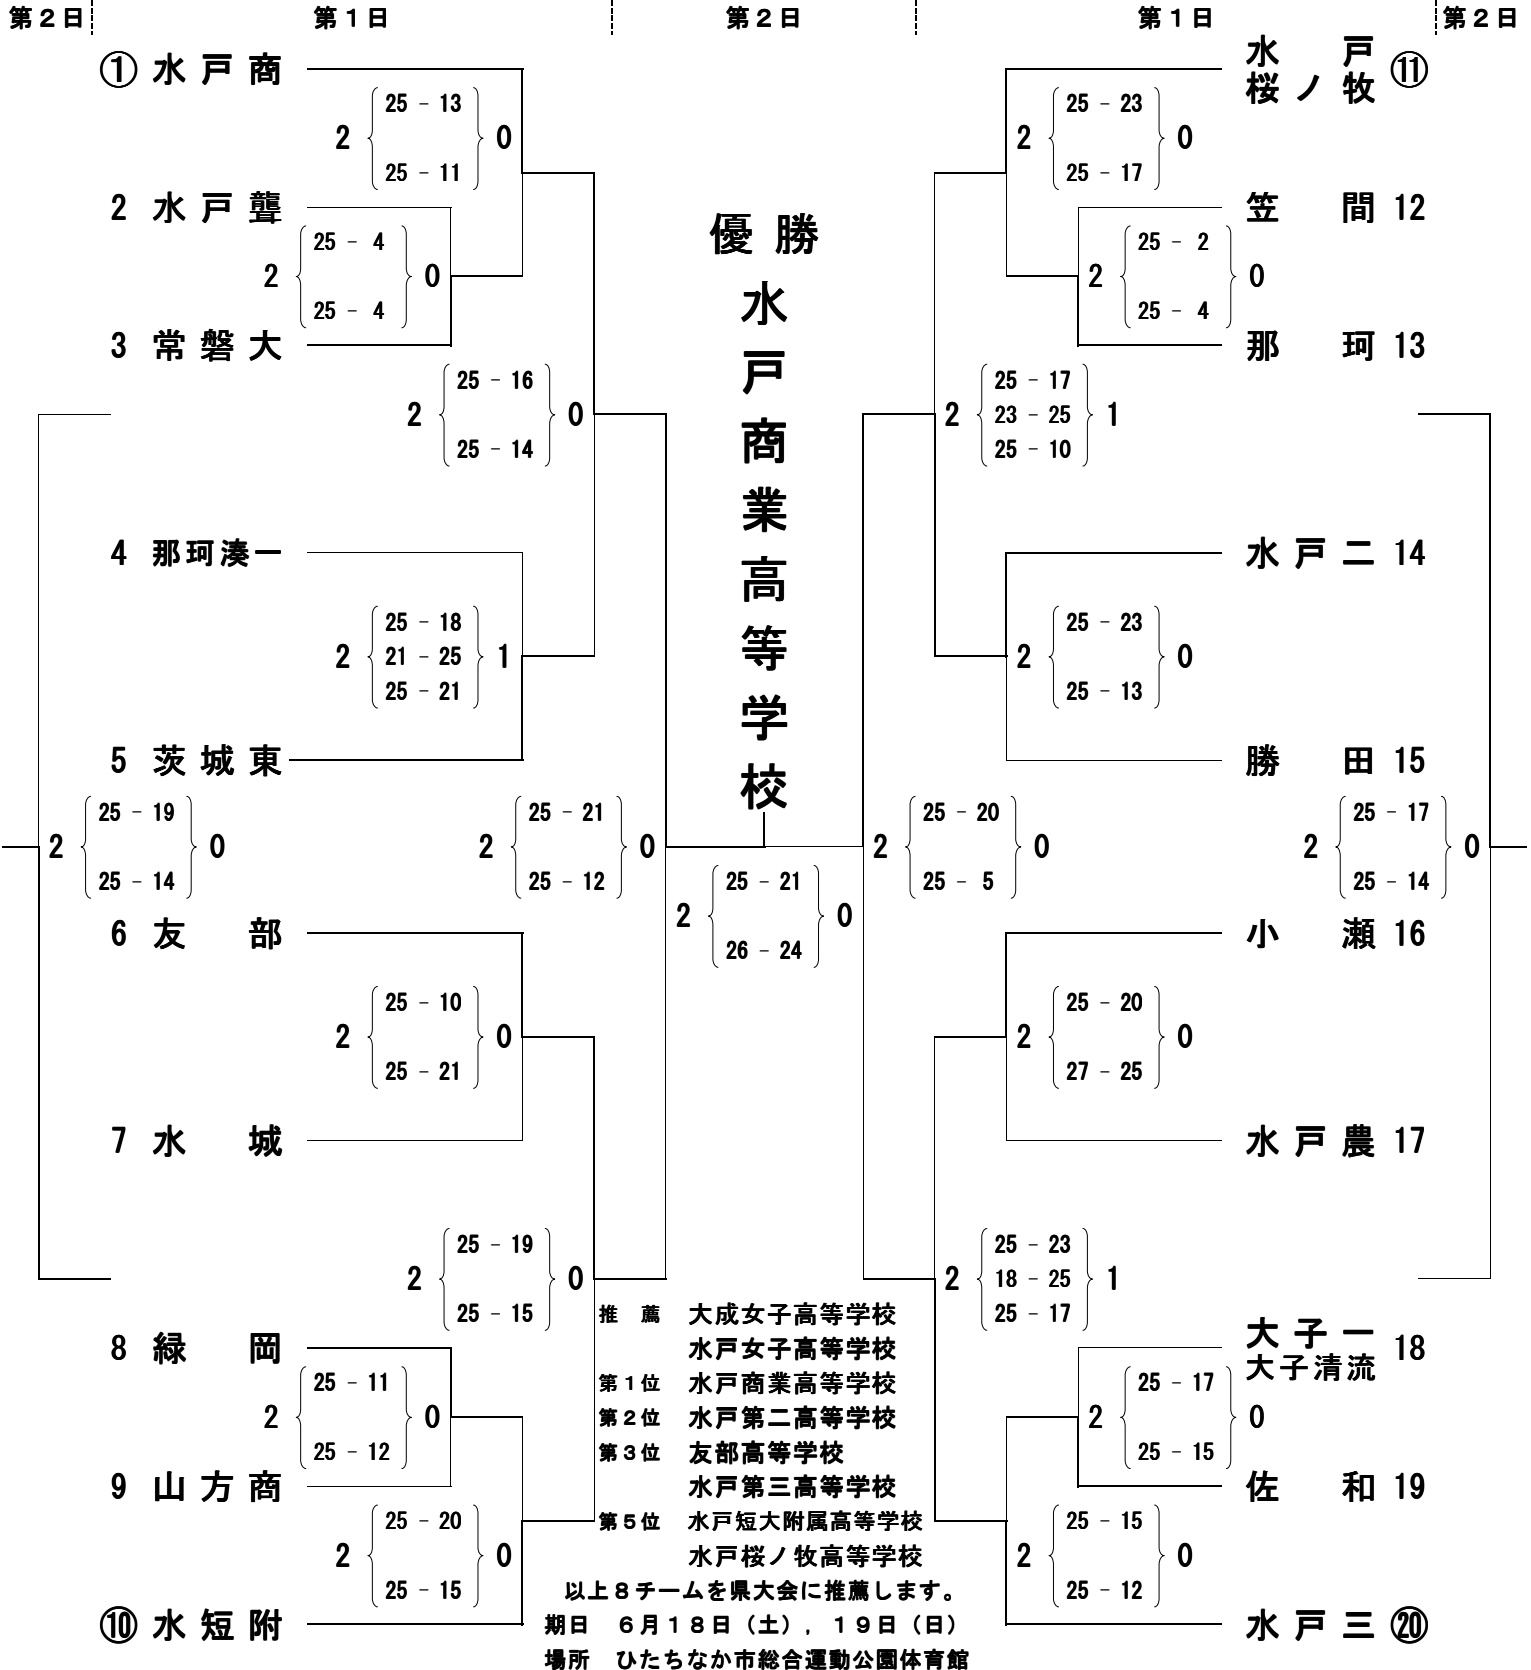 第２日 第１日 第２日 第１日 第２日
① 水戸商
2 { 25 - 13 25 - 11 } 0
2 水戸聾
2 { 25 - 4 25 - 4 } 0
3 常磐大
2 { 25 - 16 25 - 14 } 0
4 那珂湊一
2 { 25 - 18 21 - 25 25 - 21 } 1
5 茨城東
2 { 25 - 19 25 - 14 } 0
2 { 25 - 21 25 - 12 } 0
6 友部
2 { 25 - 10 25 - 21 } 0
7 水城
2 { 25 - 19 25 - 15 } 0
8 緑岡
2 { 25 - 11 25 - 12 } 0
9 山方商
2 { 25 - 20 25 - 15 } 0
⑩ 水短附
優勝
水戸商業高等学校
2 { 25 - 21 26 - 24 } 0
水戸
桜ノ牧 ⑪
2 { 25 - 23 25 - 17 } 0
笠間 12
2 { 25 - 2 25 - 4 } 0
那珂 13
2 { 25 - 17 23 - 25 25 - 10 } 1
水戸二 14
2 { 25 - 23 25 - 13 } 0
勝田 15
2 { 25 - 20 25 - 5 } 0
2 { 25 - 17 25 - 14 } 0
小瀬 16
2 { 25 - 20 27 - 25 } 0
水戸農 17
2 { 25 - 23 18 - 25 25 - 17 } 1
大子一
大子清流 18
2 { 25 - 17 25 - 15 } 0
佐和 19
2 { 25 - 15 25 - 12 } 0
水戸三 ⑳
推薦 大成女子高等学校
水戸女子高等学校
第１位 水戸商業高等学校
第２位 水戸第二高等学校
第３位 友部高等学校
水戸第三高等学校
第５位 水戸短大附属高等学校
水戸桜ノ牧高等学校
以上８チームを県大会に推薦します。
期日 ６月１８日（土），１９日（日）
場所 ひたちなか市総合運動公園体育館